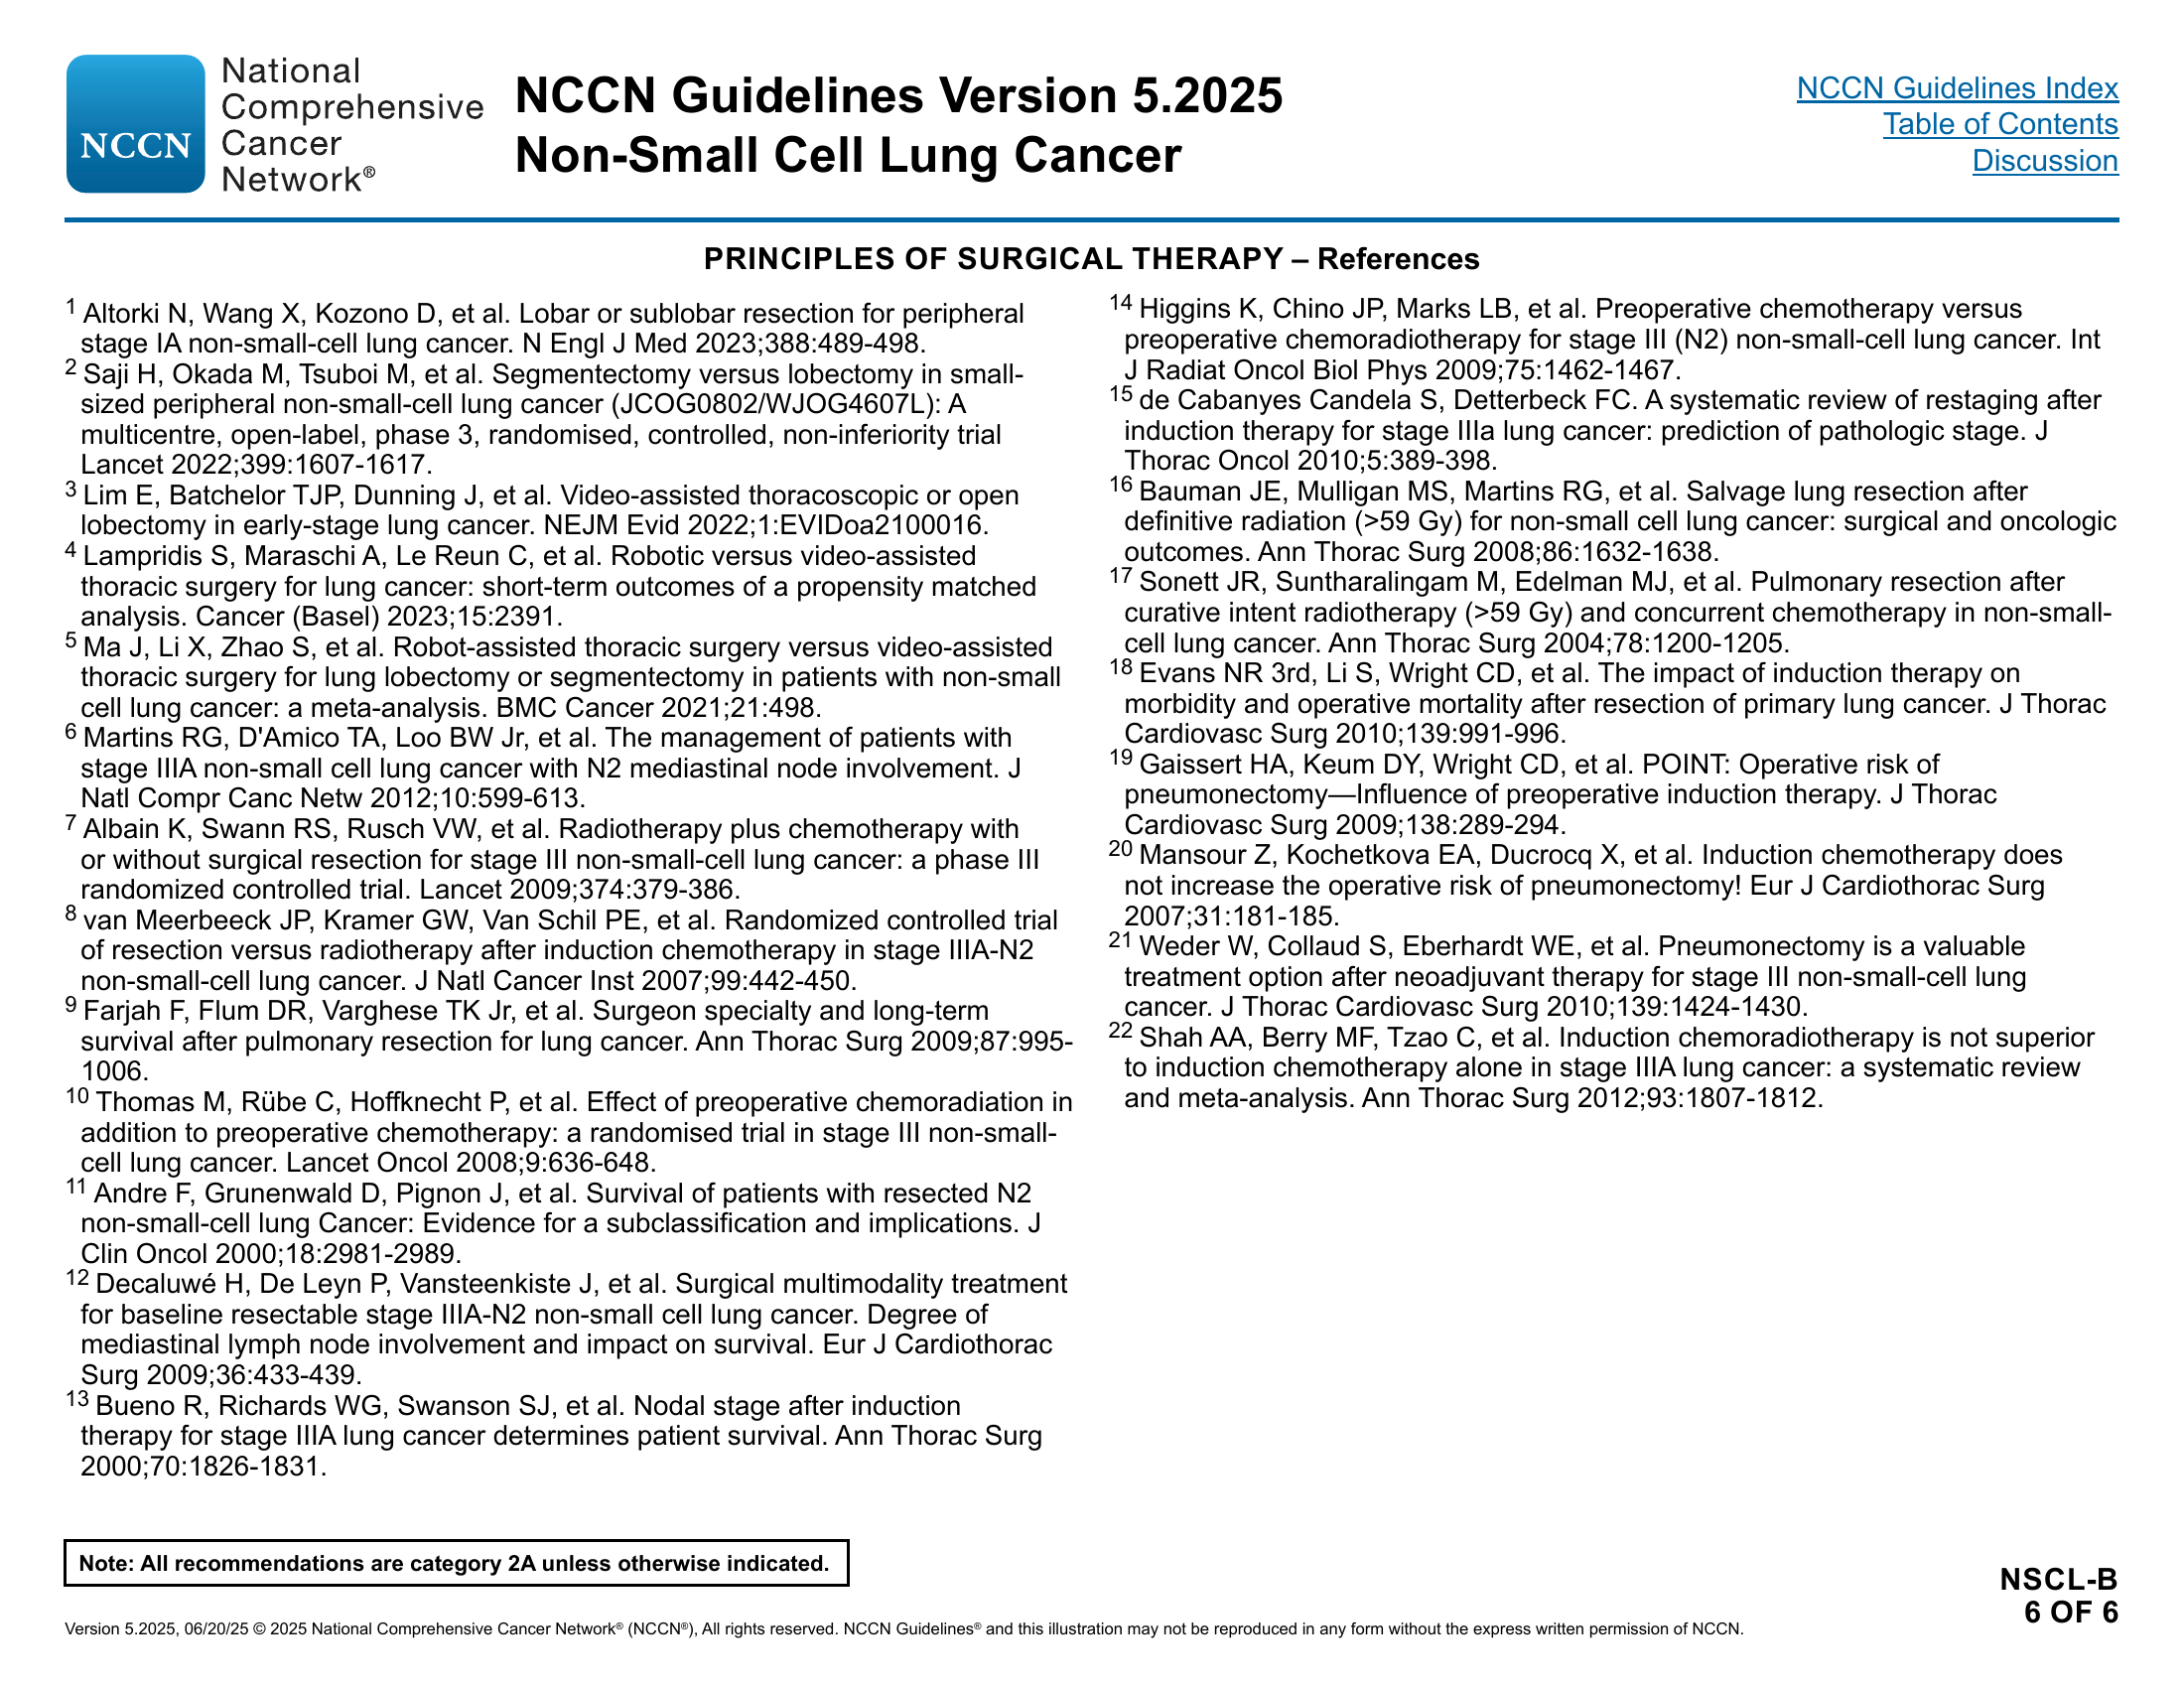 NCCN
National
Comprehensive
Cancer
Network®
NCCN Guidelines Version 5.2025
Non-Small Cell Lung Cancer
NCCN Guidelines Index
Table of Contents
Discussion
PRINCIPLES OF SURGICAL THERAPY – References
1 Altorki N, Wang X, Kozono D, et al. Lobar or sublobar resection for peripheral
stage IA non-small-cell lung cancer. N Engl J Med 2023;388:489-498.
2 Saji H, Okada M, Tsuboi M, et al. Segmentectomy versus lobectomy in small-
sized peripheral non-small-cell lung cancer (JCOG0802/WJOG4607L): A
multicentre, open-label, phase 3, randomised, controlled, non-inferiority trial
Lancet 2022;399:1607-1617.
3 Lim E, Batchelor TJP, Dunning J, et al. Video-assisted thoracoscopic or open
lobectomy in early-stage lung cancer. NEJM Evid 2022;1:EVIDoa2100016.
4 Lampridis S, Maraschi A, Le Reun C, et al. Robotic versus video-assisted
thoracic surgery for lung cancer: short-term outcomes of a propensity matched
analysis. Cancer (Basel) 2023;15:2391.
5 Ma J, Li X, Zhao S, et al. Robot-assisted thoracic surgery versus video-assisted
thoracic surgery for lung lobectomy or segmentectomy in patients with non-small
cell lung cancer: a meta-analysis. BMC Cancer 2021;21:498.
6 Martins RG, D'Amico TA, Loo BW Jr, et al. The management of patients with
stage IIIA non-small cell lung cancer with N2 mediastinal node involvement. J
Natl Compr Canc Netw 2012;10:599-613.
7 Albain K, Swann RS, Rusch VW, et al. Radiotherapy plus chemotherapy with
or without surgical resection for stage III non-small-cell lung cancer: a phase III
randomized controlled trial. Lancet 2009;374:379-386.
8 van Meerbeeck JP, Kramer GW, Van Schil PE, et al. Randomized controlled trial
of resection versus radiotherapy after induction chemotherapy in stage IIIA-N2
non-small-cell lung cancer. J Natl Cancer Inst 2007;99:442-450.
9 Farjah F, Flum DR, Varghese TK Jr, et al. Surgeon specialty and long-term
survival after pulmonary resection for lung cancer. Ann Thorac Surg 2009;87:995-
1006.
10 Thomas M, Rübe C, Hoffknecht P, et al. Effect of preoperative chemoradiation in
addition to preoperative chemotherapy: a randomised trial in stage III non-small-
cell lung cancer. Lancet Oncol 2008;9:636-648.
11 Andre F, Grunenwald D, Pignon J, et al. Survival of patients with resected N2
non-small-cell lung Cancer: Evidence for a subclassification and implications. J
Clin Oncol 2000;18:2981-2989.
12 Decaluwé H, De Leyn P, Vansteenkiste J, et al. Surgical multimodality treatment
for baseline resectable stage IIIA-N2 non-small cell lung cancer. Degree of
mediastinal lymph node involvement and impact on survival. Eur J Cardiothorac
Surg 2009;36:433-439.
13 Bueno R, Richards WG, Swanson SJ, et al. Nodal stage after induction
therapy for stage IIIA lung cancer determines patient survival. Ann Thorac Surg
2000;70:1826-1831.
14 Higgins K, Chino JP, Marks LB, et al. Preoperative chemotherapy versus
preoperative chemoradiotherapy for stage III (N2) non-small-cell lung cancer. Int
J Radiat Oncol Biol Phys 2009;75:1462-1467.
15 de Cabanyes Candela S, Detterbeck FC. A systematic review of restaging after
induction therapy for stage IIIa lung cancer: prediction of pathologic stage. J
Thorac Oncol 2010;5:389-398.
16 Bauman JE, Mulligan MS, Martins RG, et al. Salvage lung resection after
definitive radiation (>59 Gy) for non-small cell lung cancer: surgical and oncologic
outcomes. Ann Thorac Surg 2008;86:1632-1638.
17 Sonett JR, Suntharalingam M, Edelman MJ, et al. Pulmonary resection after
curative intent radiotherapy (>59 Gy) and concurrent chemotherapy in non-small-
cell lung cancer. Ann Thorac Surg 2004;78:1200-1205.
18 Evans NR 3rd, Li S, Wright CD, et al. The impact of induction therapy on
morbidity and operative mortality after resection of primary lung cancer. J Thorac
Cardiovasc Surg 2010;139:991-996.
19 Gaissert HA, Keum DY, Wright CD, et al. POINT: Operative risk of
pneumonectomy—Influence of preoperative induction therapy. J Thorac
Cardiovasc Surg 2009;138:289-294.
20 Mansour Z, Kochetkova EA, Ducrocq X, et al. Induction chemotherapy does
not increase the operative risk of pneumonectomy! Eur J Cardiothorac Surg
2007;31:181-185.
21 Weder W, Collaud S, Eberhardt WE, et al. Pneumonectomy is a valuable
treatment option after neoadjuvant therapy for stage III non-small-cell lung
cancer. J Thorac Cardiovasc Surg 2010;139:1424-1430.
22 Shah AA, Berry MF, Tzao C, et al. Induction chemoradiotherapy is not superior
to induction chemotherapy alone in stage IIIA lung cancer: a systematic review
and meta-analysis. Ann Thorac Surg 2012;93:1807-1812.
Note: All recommendations are category 2A unless otherwise indicated.
NSCL-B
6 OF 6
Version 5.2025, 06/20/25 © 2025 National Comprehensive Cancer Network® (NCCN®), All rights reserved. NCCN Guidelines® and this illustration may not be reproduced in any form without the express written permission of NCCN.